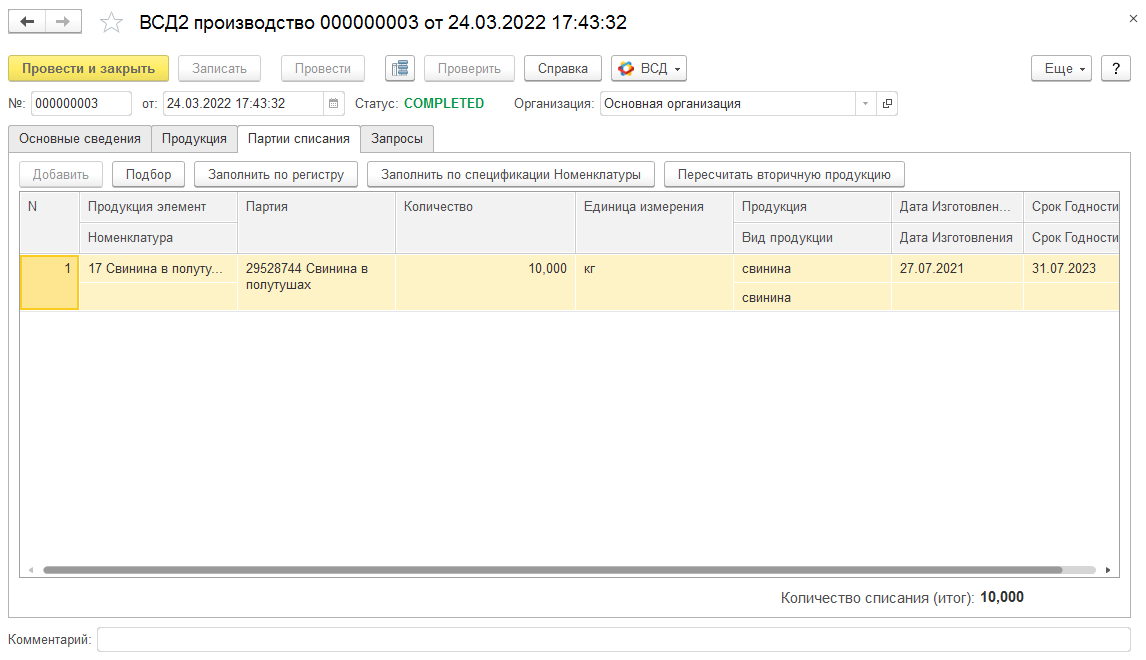 ВСД2 производство 000000003 от 24.03.2022 17:43:32
×
Провести и закрыть Записать Провести Проверить Справка ВСД Еще ?
№: 000000003 от: 24.03.2022 17:43:32 Статус: COMPLETED Организация: Основная организация
Основные сведения Продукция Партии списания Запросы
Добавить Подбор Заполнить по регистру Заполнить по спецификации Номенклатуры Пересчитать вторичную продукцию
N Продукция элемент Партия Количество Единица измерения Продукция Дата Изготовлен... Срок Годности
Номенклатура Вид продукции Дата Изготовления Срок Годности
1 17 Свинина в полуту... 29528744 Свинина в 10,000 кг свинина 27.07.2021 31.07.2023
полутушах
свинина
Количество списания (итог): 10,000
Комментарий: